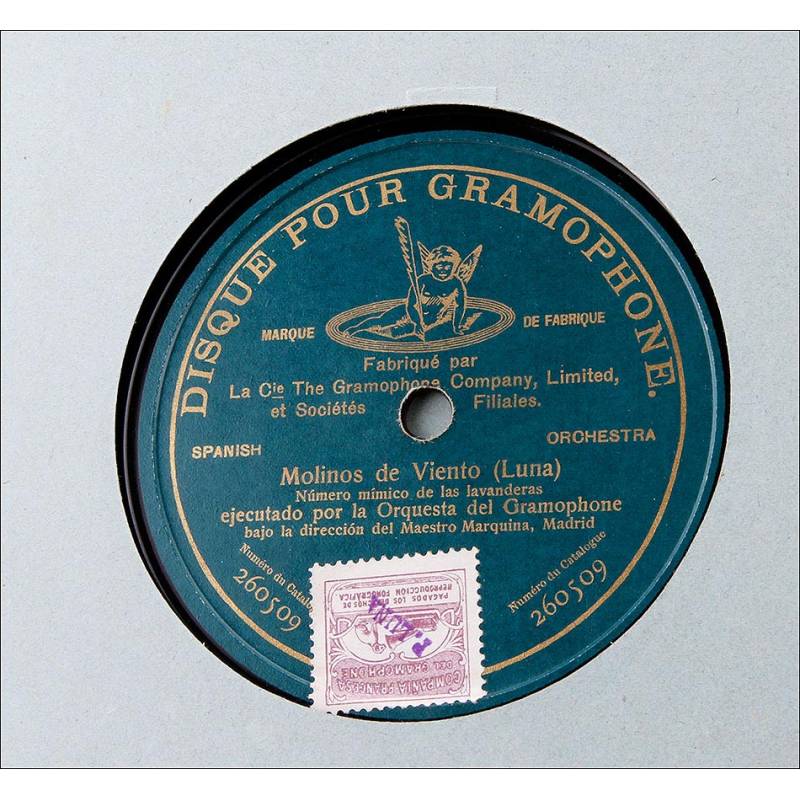 DISQUE POUR GRAMOPHONE.
MARQUE DE FABRIQUE
Fabriqué par
La Cie The Gramophone Company, Limited,
et Sociétés Filiales.
SPANISH ORCHESTRA
Molinos de Viento (Luna)
Número mímico de las lavanderas
ejecutado por la Orquesta del Gramophone
bajo la dirección del Maestro Marquina, Madrid
Numéro du Catalogue
260509
Numéro du Catalogue
260509
COMPAÑIA FRANCESA
DEL GRAMOPHONE
P. LUNA
PAGADOS LOS DERECHOS DE
REPRODUCCIÓN FONOGRÁFICA